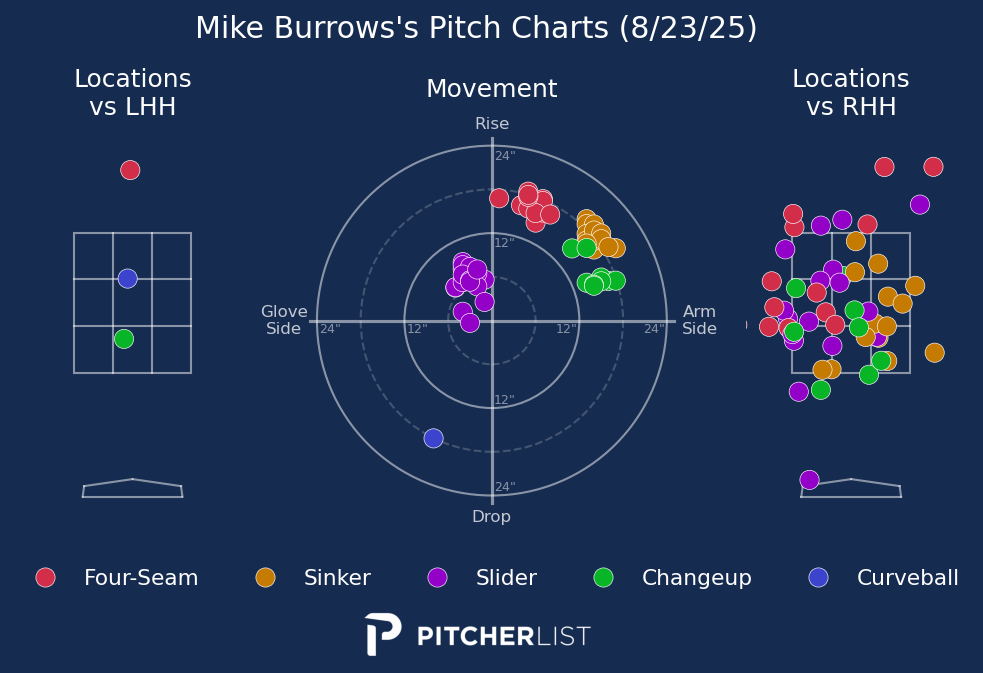 Mike Burrows's Pitch Charts (8/23/25)
Locations
vs LHH
Movement
Locations
vs RHH
Rise
24"
12"
Glove
Side
24"
12"
12"
24"
Arm
Side
12"
24"
Drop
Four-Seam
Sinker
Slider
Changeup
Curveball
PITCHERLIST